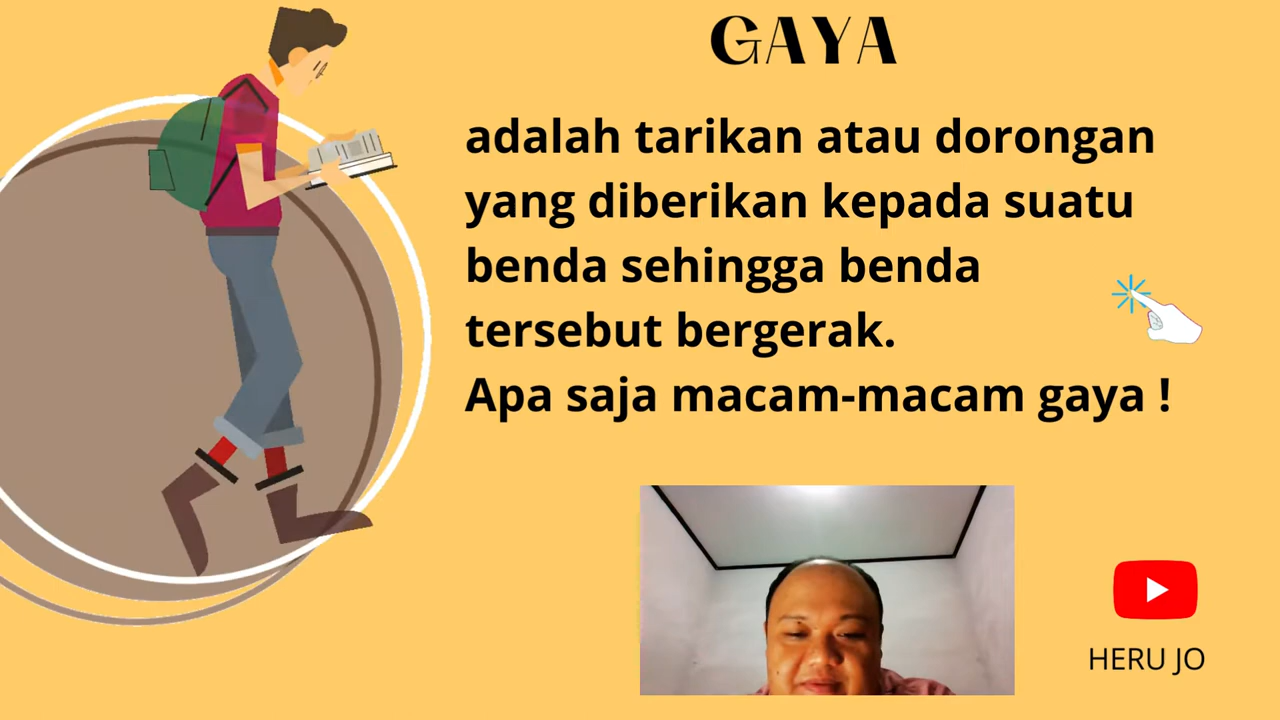 GAYA
adalah tarikan atau dorongan
yang diberikan kepada suatu
benda sehingga benda
tersebut bergerak.
Apa saja macam-macam gaya !
HERU JO